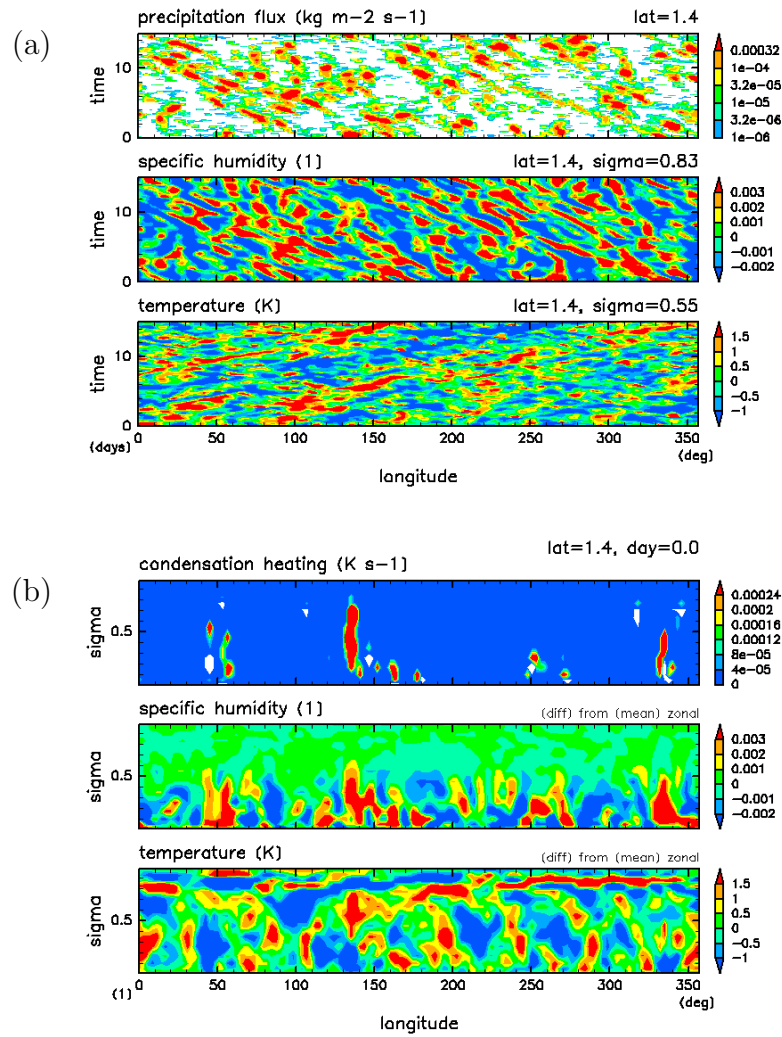 (a)
precipitation flux (kg m-2 s-1) lat=1.4
time
10
0
0.00032
1e-04
3.2e-05
1e-05
3.2e-06
1e-06
specific humidity (1) lat=1.4, sigma=0.83
time
10
0
0.003
0.002
0.001
0
-0.001
-0.002
temperature (K) lat=1.4, sigma=0.55
time
10
0
1.5
1
0.5
0
-0.5
-1
(days)
0 50 100 150 200 250 300 350
(deg)
longitude
(b)
lat=1.4, day=0.0
condensation heating (K s-1)
sigma
0.5
0.00024
0.0002
0.00016
0.00012
8e-05
4e-05
0
specific humidity (1) (diff) from (mean) zonal
sigma
0.5
0.003
0.002
0.001
0
-0.001
-0.002
temperature (K) (diff) from (mean) zonal
sigma
0.5
1.5
1
0.5
0
-0.5
-1
(1)
0 50 100 150 200 250 300 350
(deg)
longitude